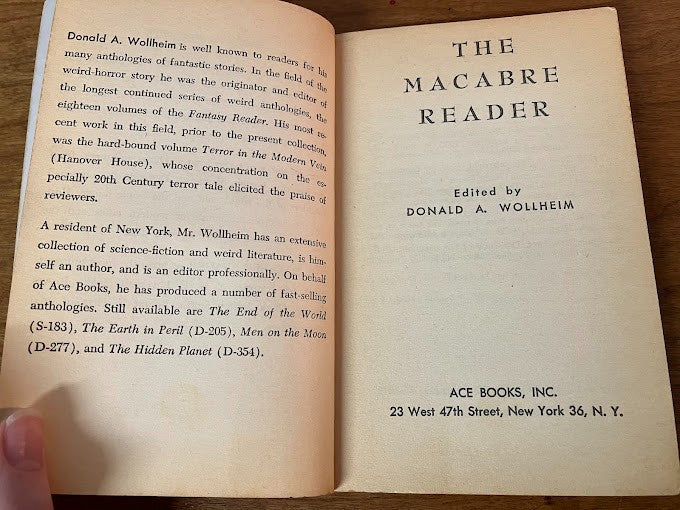 Donald A. Wollheim is well known to readers for his
many anthologies of fantastic stories. In the field of the
weird-horror story he was the originator and editor of
the longest continued series of weird anthologies, the
eighteen volumes of the Fantasy Reader. His most re-
cent work in this field, prior to the present collection,
was the hard-bound volume Terror in the Modern Vein
(Hanover House), whose concentration on the es-
pecially 20th Century terror tale elicited the praise of
reviewers.
A resident of New York, Mr. Wollheim has an extensive
collection of science-fiction and weird literature, is him-
self an author, and is an editor professionally. On behalf
of Ace Books, he has produced a number of fast-selling
anthologies. Still available are The End of the World
(S-183), The Earth in Peril (D-205), Men on the Moon
(D-277), and The Hidden Planet (D-354).
THE
MACABRE
READER
Edited by
DONALD A. WOLLHEIM
ACE BOOKS, INC.
23 West 47th Street, New York 36, N. Y.